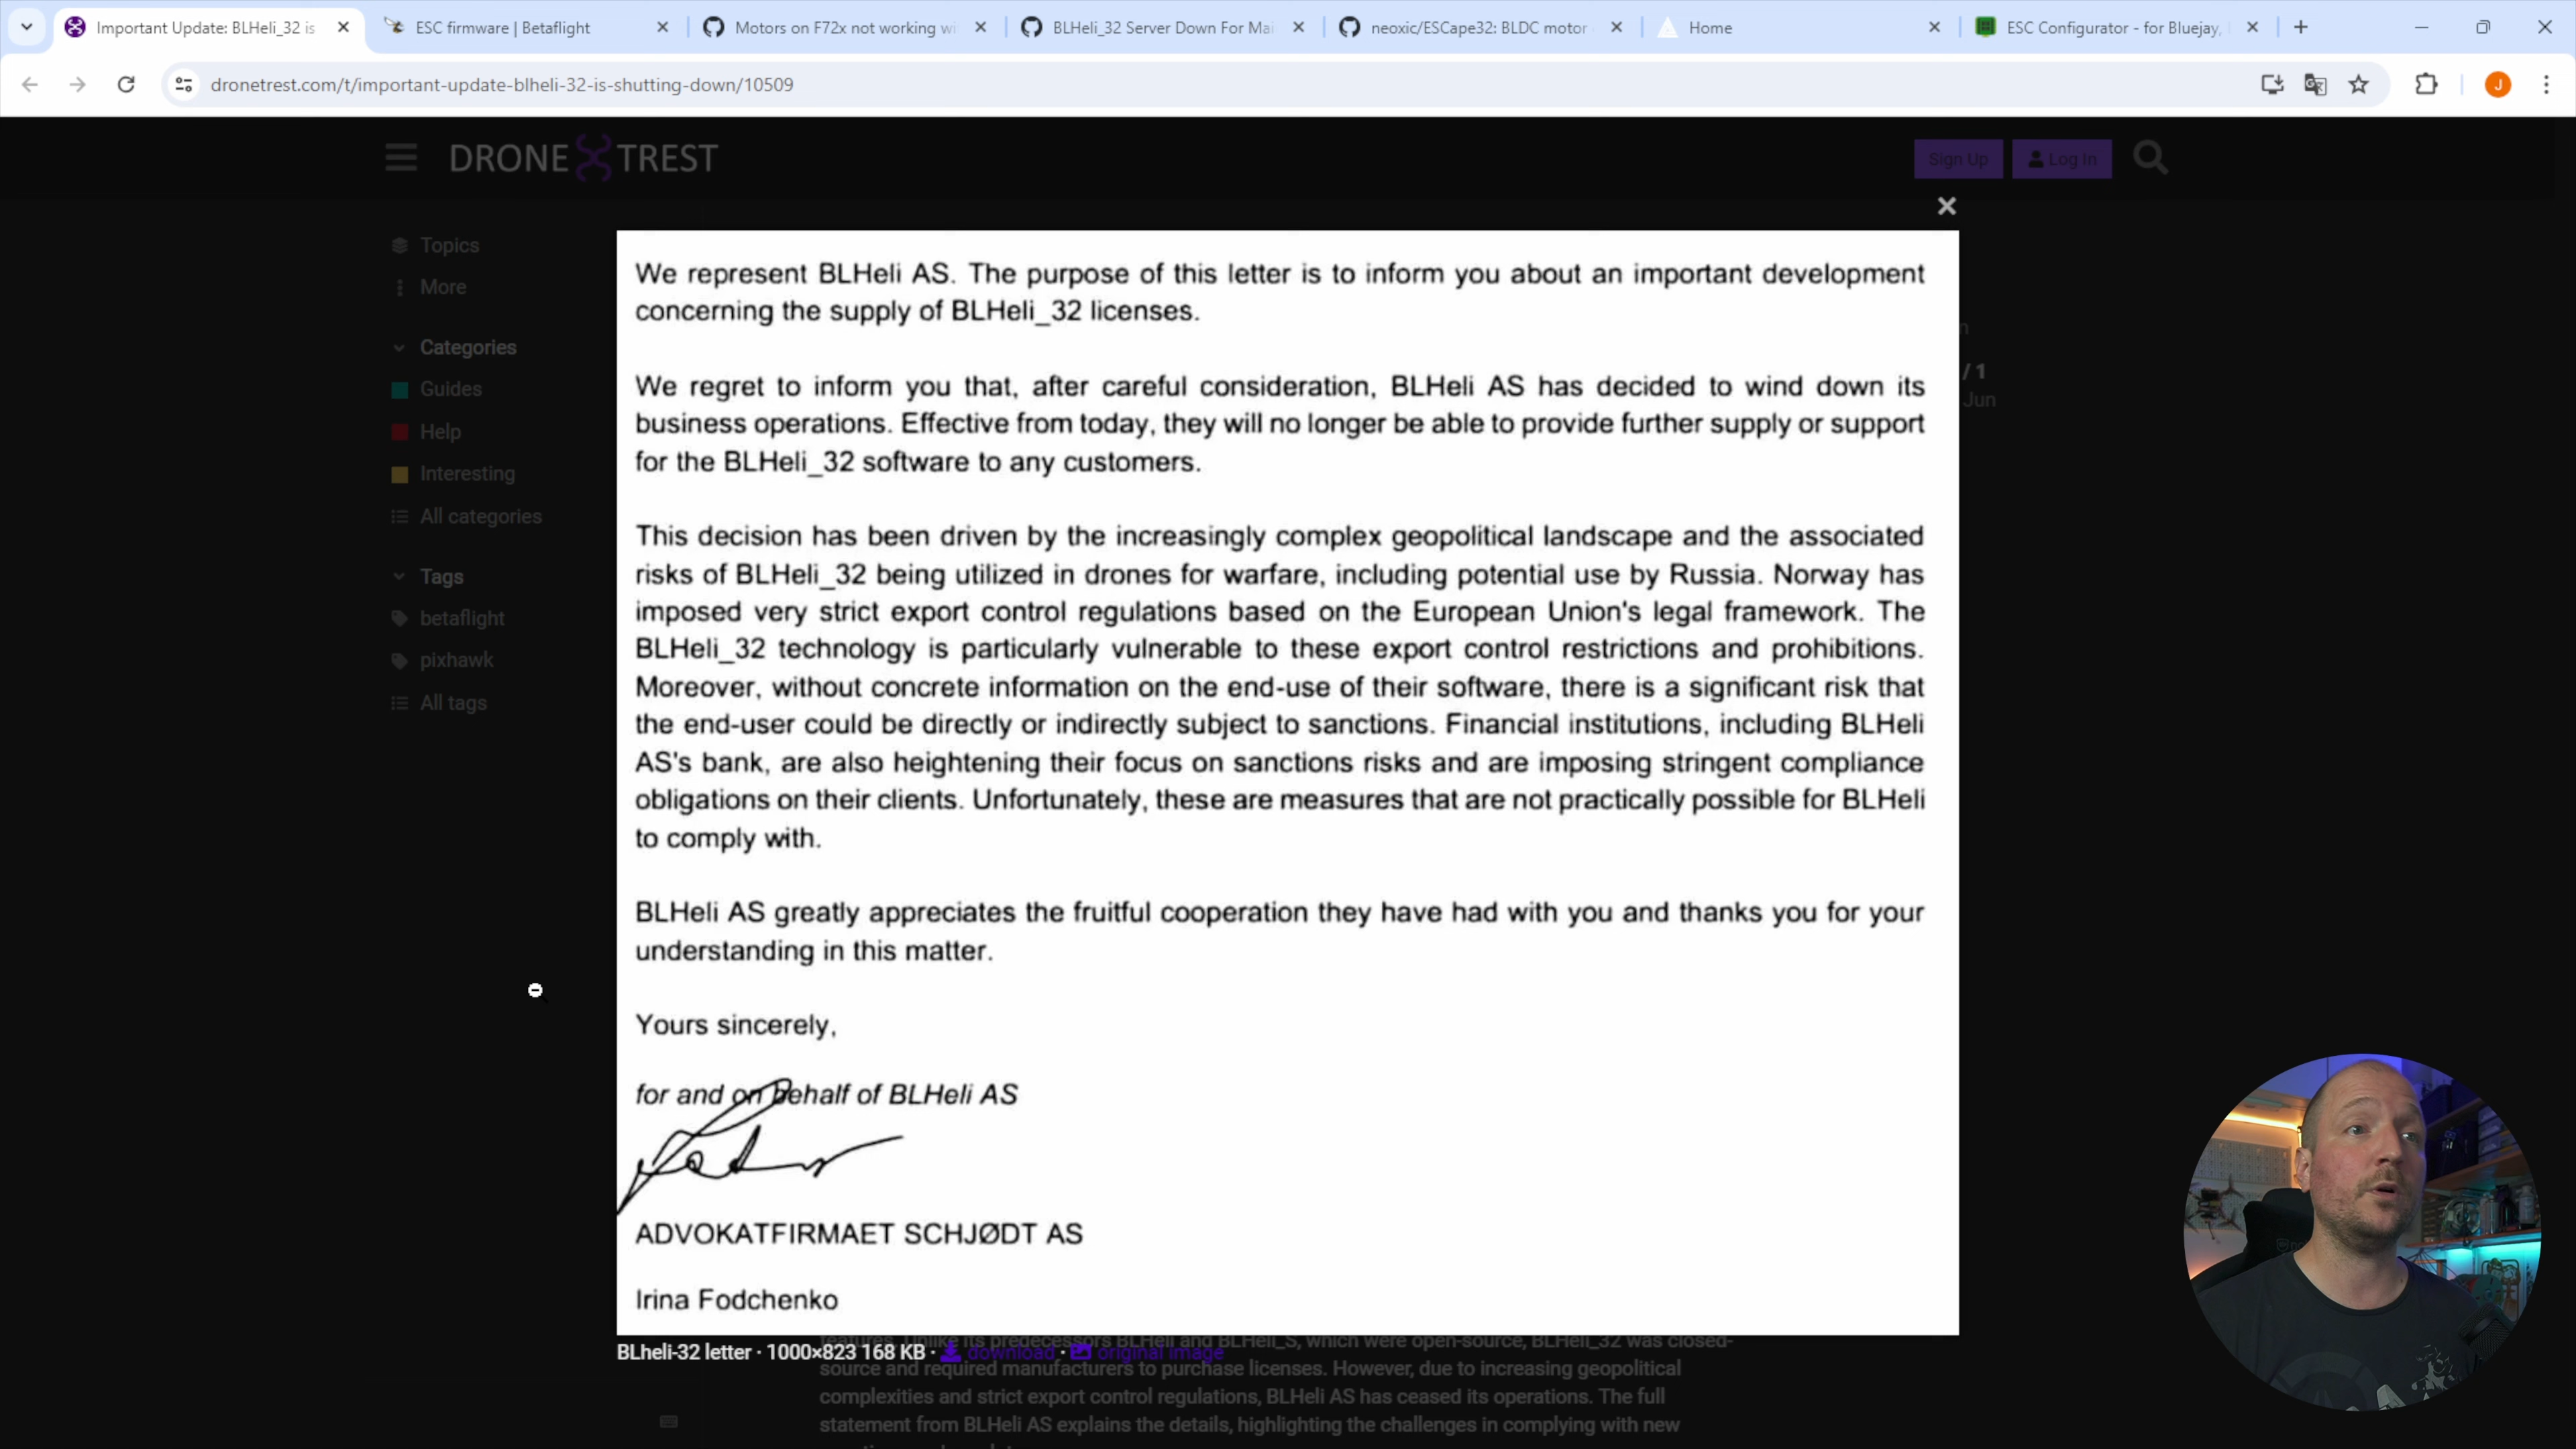 Important Update: BLHeli_32 is
ESC firmware | Betaflight
Motors on F72x not working wi
BLHeli_32 Server Down For Mai
neoxic/ESCape32: BLDC motor
Home
ESC Configurator - for Bluejay,
dronetrest.com/t/important-update-blheli-32-is-shutting-down/10509
J
DRONE TREST
Sign Up
Log In
Topics
More
Categories
Guides
Help
Interesting
All categories
Tags
betaflight
pixhawk
All tags
/ 1
Jun
We represent BLHeli AS. The purpose of this letter is to inform you about an important development
concerning the supply of BLHeli_32 licenses.
We regret to inform you that, after careful consideration, BLHeli AS has decided to wind down its
business operations. Effective from today, they will no longer be able to provide further supply or support
for the BLHeli_32 software to any customers.
This decision has been driven by the increasingly complex geopolitical landscape and the associated
risks of BLHeli_32 being utilized in drones for warfare, including potential use by Russia. Norway has
imposed very strict export control regulations based on the European Union's legal framework. The
BLHeli_32 technology is particularly vulnerable to these export control restrictions and prohibitions.
Moreover, without concrete information on the end-use of their software, there is a significant risk that
the end-user could be directly or indirectly subject to sanctions. Financial institutions, including BLHeli
AS's bank, are also heightening their focus on sanctions risks and are imposing stringent compliance
obligations on their clients. Unfortunately, these are measures that are not practically possible for BLHeli
to comply with.
BLHeli AS greatly appreciates the fruitful cooperation they have had with you and thanks you for your
understanding in this matter.
Yours sincerely,
for and on behalf of BLHeli AS
ADVOKATFIRMAET SCHJØDT AS
Irina Fodchenko
features. Unlike its predecessors BLHeli and BLHeli_S, which were open-source, BLHeli_32 was closed-
BLheli-32 letter · 1000×823 168 KB · download · original image
source and required manufacturers to purchase licenses. However, due to increasing geopolitical
complexities and strict export control regulations, BLHeli AS has ceased its operations. The full
statement from BLHeli AS explains the details, highlighting the challenges in complying with new